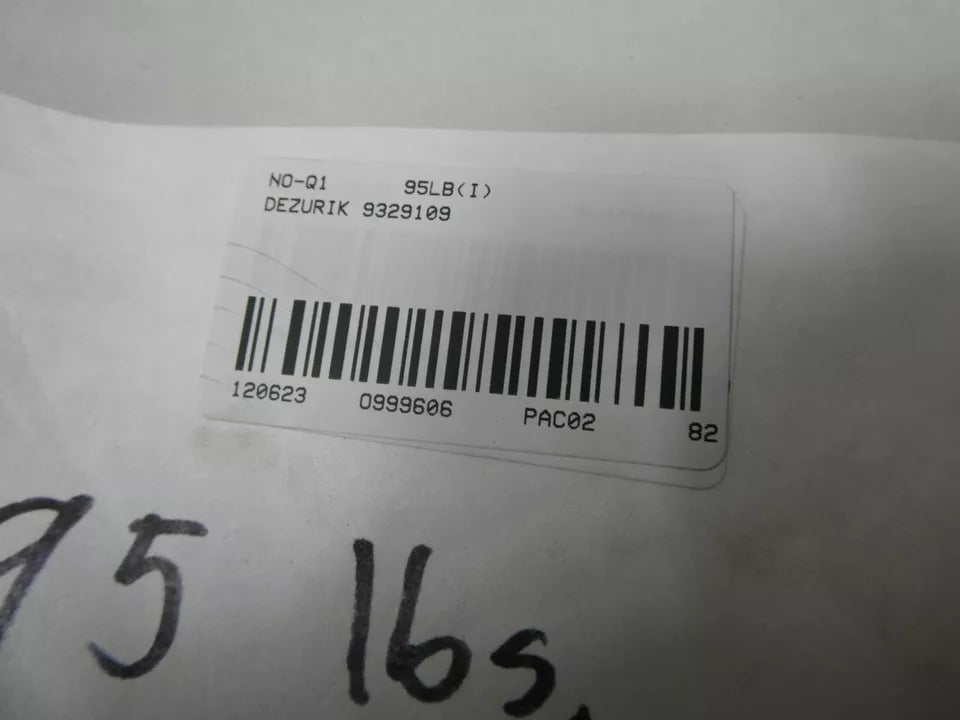 NO-Q1 95LB(I)
DEZURIK 9329109
120623 0999606 PAC02 82
95 lbs.